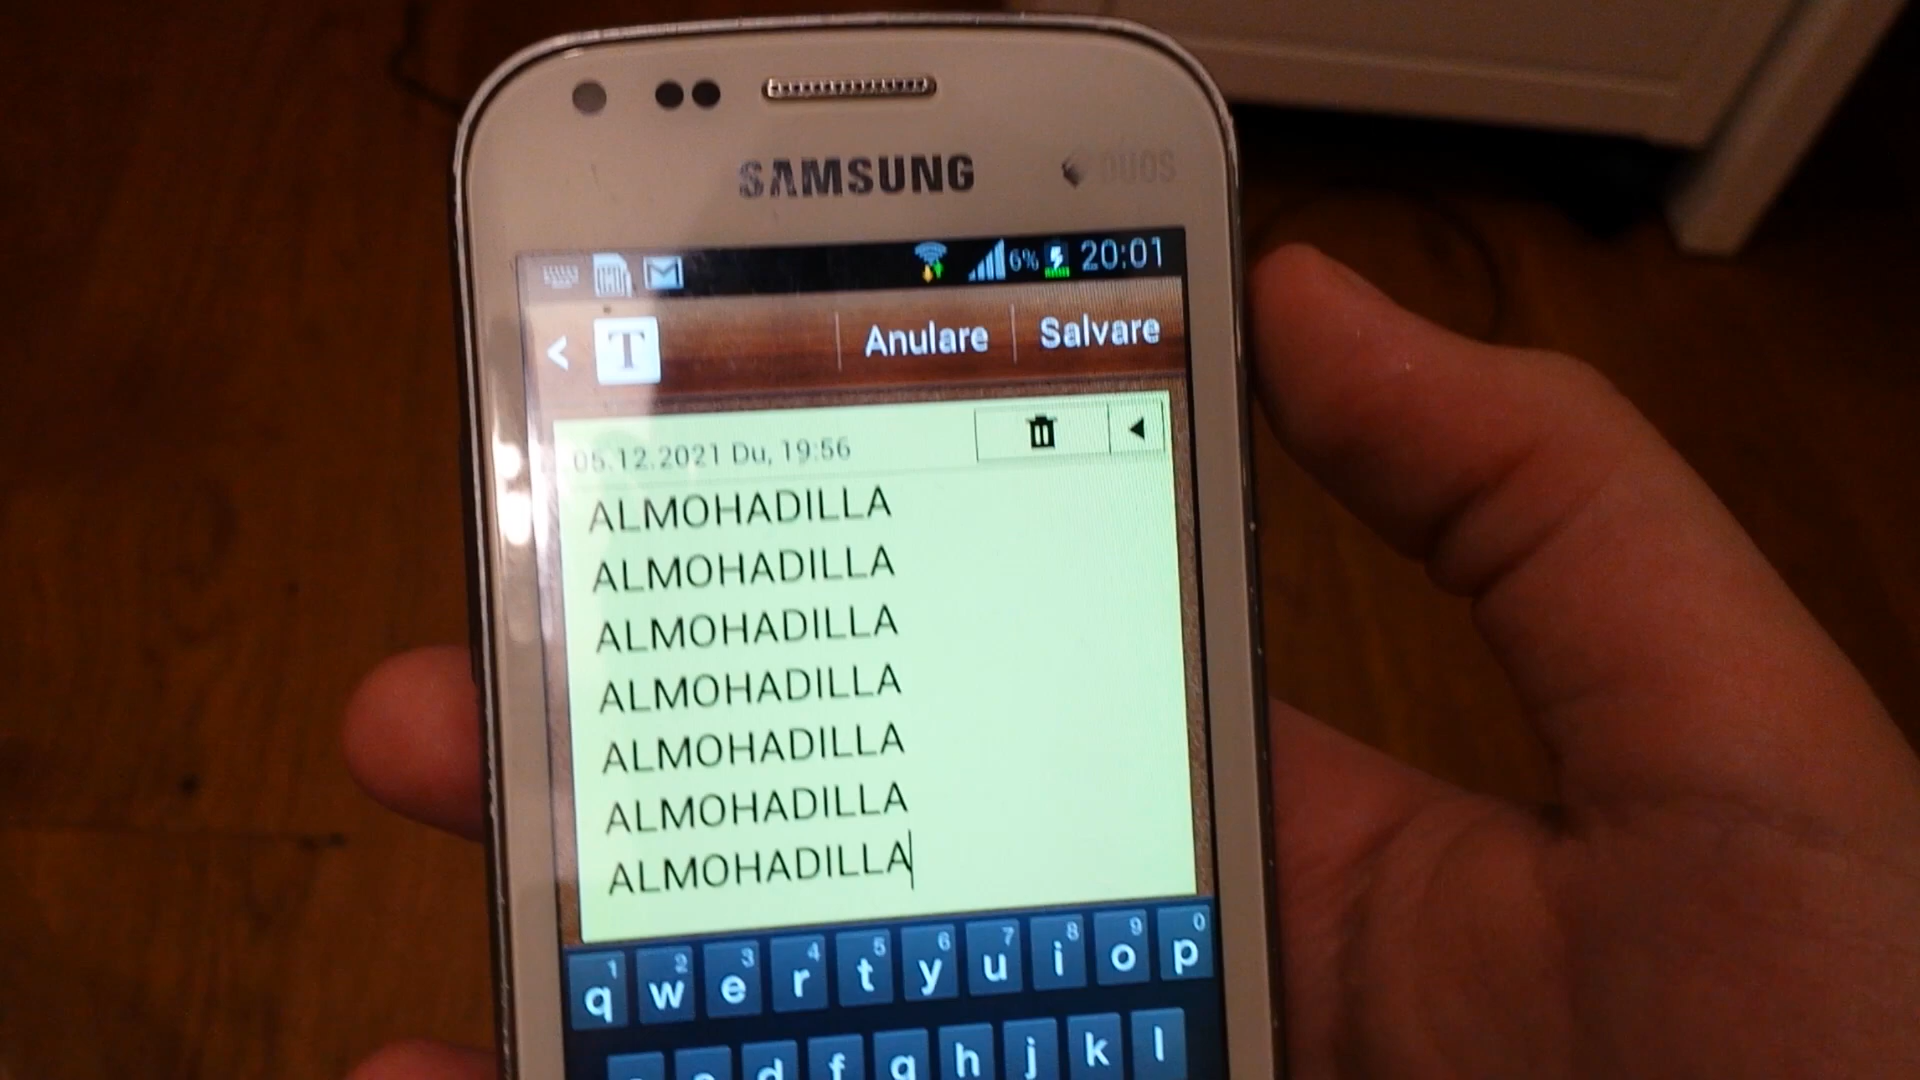 SAMSUNG DUOS
6% 20:01
T Anulare Salvare
05.12.2021 Du, 19:56
ALMOHADILLA
ALMOHADILLA
ALMOHADILLA
ALMOHADILLA
ALMOHADILLA
ALMOHADILLA
ALMOHADILLA
1 2 3 4 5 6 7 8 9 0
q w e r t y u i o p
d f g h j k l